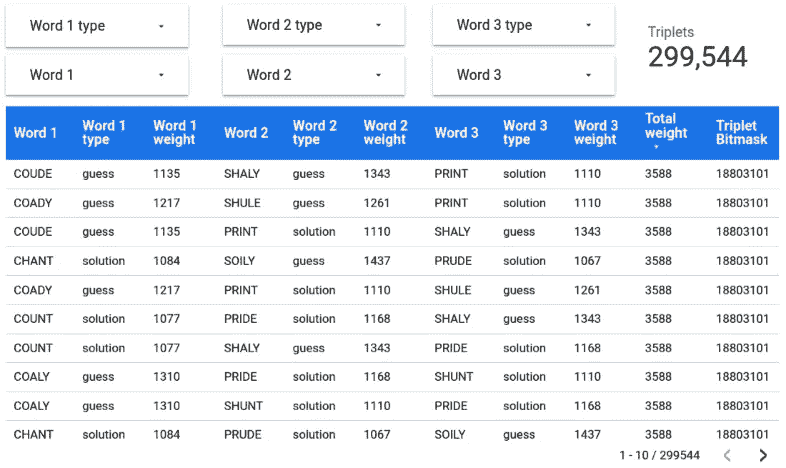 Word 1 type Word 2 type Word 3 type Triplets
Word 1 Word 2 Word 3 299,544
Word 1 Word 1 type Word 1 weight Word 2 Word 2 type Word 2 weight Word 3 Word 3 type Word 3 weight Total weight Triplet Bitmask
COUDE guess 1135 SHALY guess 1343 PRINT solution 1110 3588 18803101
COADY guess 1217 SHULE guess 1261 PRINT solution 1110 3588 18803101
COUDE guess 1135 PRINT solution 1110 SHALY guess 1343 3588 18803101
CHANT solution 1084 SOILY guess 1437 PRUDE solution 1067 3588 18803101
COADY guess 1217 PRINT solution 1110 SHULE guess 1261 3588 18803101
COUNT solution 1077 PRIDE solution 1168 SHALY guess 1343 3588 18803101
COUNT solution 1077 SHALY guess 1343 PRIDE solution 1168 3588 18803101
COALY guess 1310 PRIDE solution 1168 SHUNT solution 1110 3588 18803101
COALY guess 1310 SHUNT solution 1110 PRIDE solution 1168 3588 18803101
CHANT solution 1084 PRUDE solution 1067 SOILY guess 1437 3588 18803101
1 - 10 / 299544